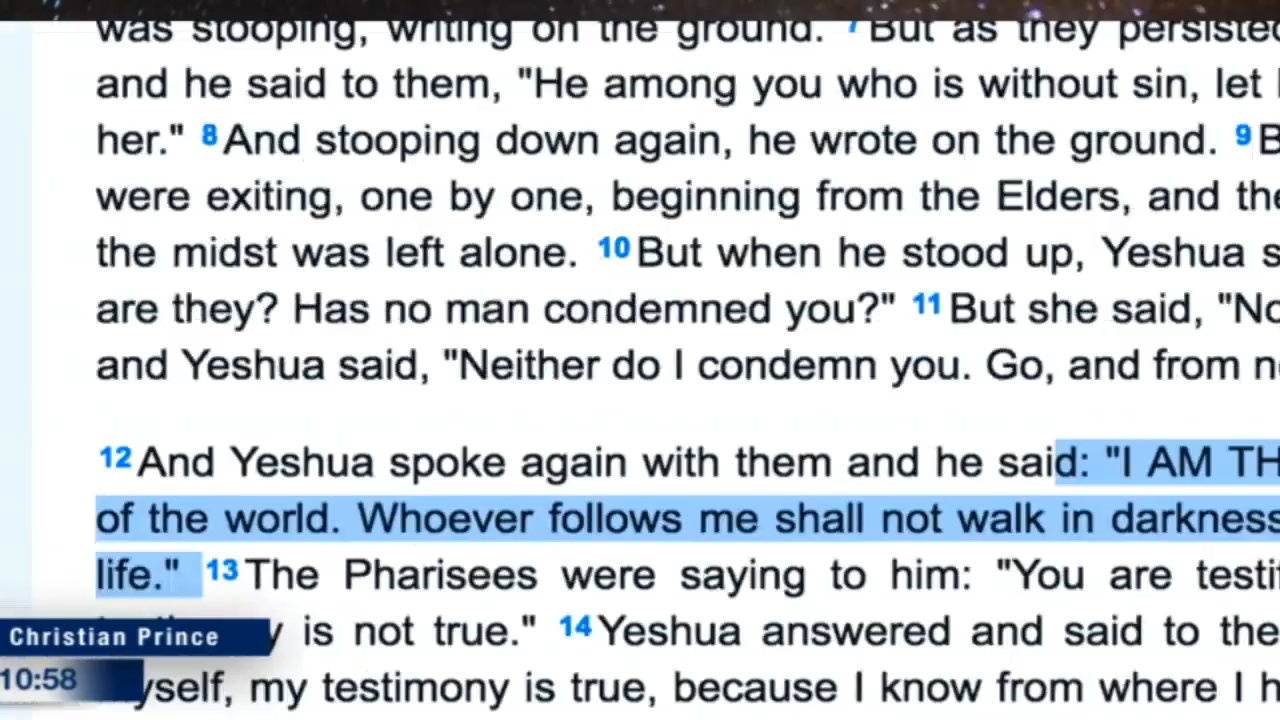 was stooping, writing on the ground. 7 But as they persisted
and he said to them, "He among you who is without sin, let
her." 8 And stooping down again, he wrote on the ground. 9
were exiting, one by one, beginning from the Elders, and
the midst was left alone. 10 But when he stood up, Yeshua
are they? Has no man condemned you?" 11 But she said,
and Yeshua said, "Neither do I condemn you. Go, and from
12 And Yeshua spoke again with them and he said: "I AM
of the world. Whoever follows me shall not walk in darkness
life." 13 The Pharisees were saying to him: "You are
is not true." 14 Yeshua answered and said to
my testimony is true, because I know from where I
Christian Prince
10:58